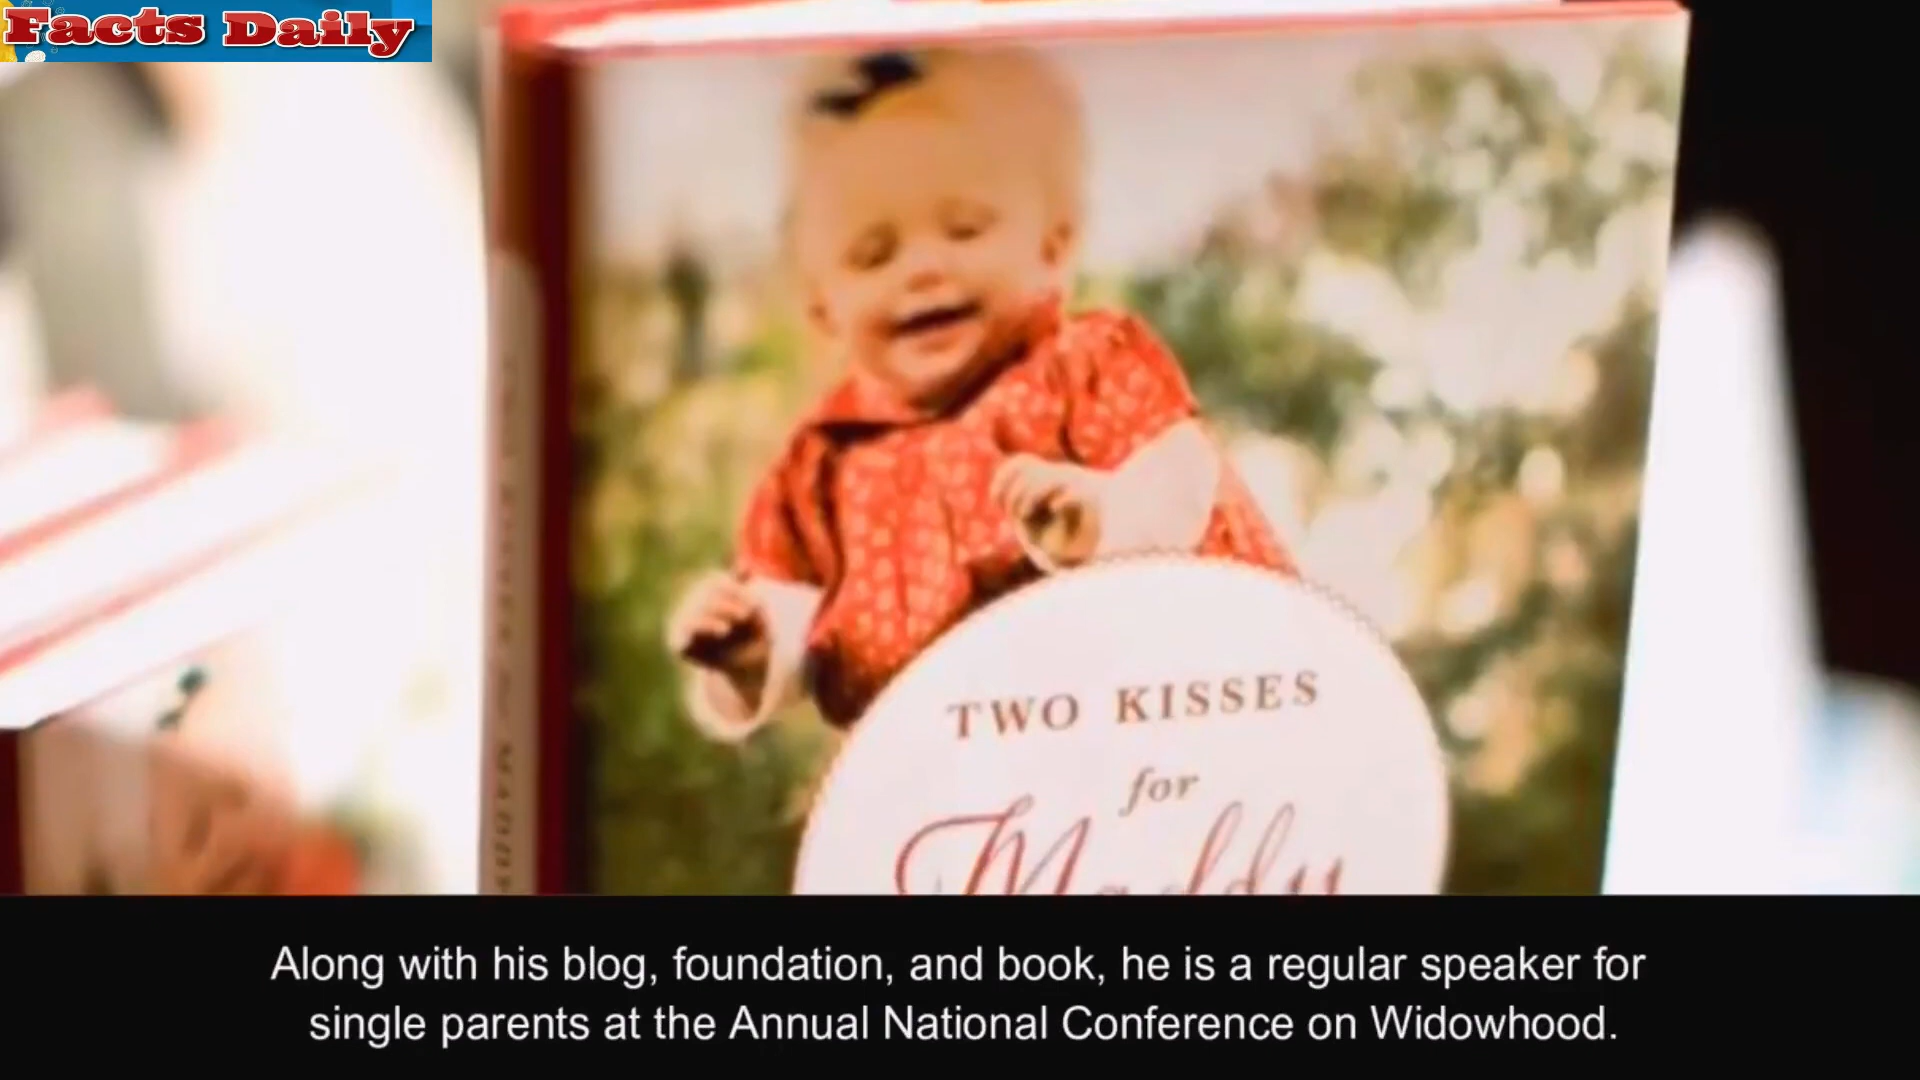 Facts Daily
TWO KISSES
for
Maddy
Along with his blog, foundation, and book, he is a regular speaker for
single parents at the Annual National Conference on Widowhood.